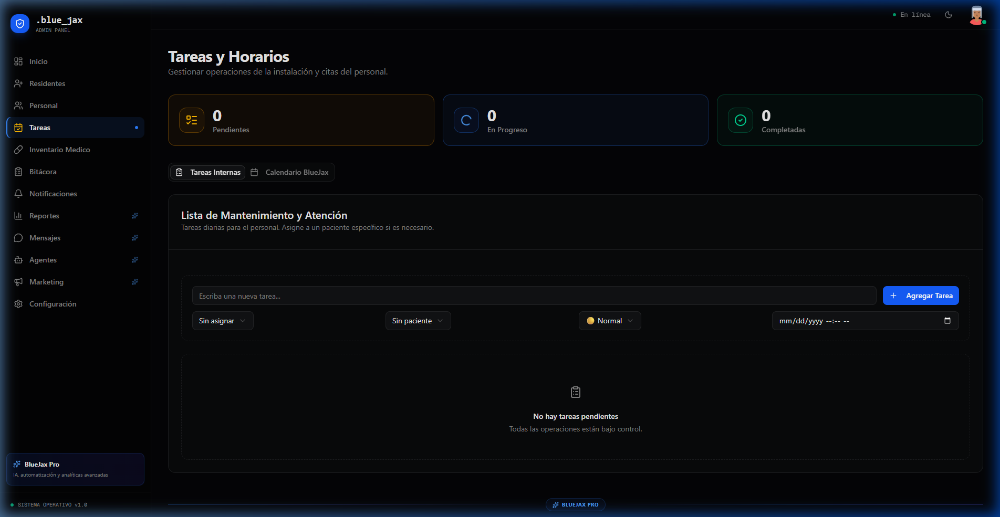 .blue_jax
ADMIN PANEL
Inicio
Residentes
Personal
Tareas
Inventario Medico
Bitácora
Notificaciones
Reportes
Mensajes
Agentes
Marketing
Configuración
BlueJax Pro
IA, automatización y analíticas avanzadas
SISTEMA OPERATIVO v1.0
En línea
Tareas y Horarios
Gestionar operaciones de la instalación y citas del personal.
0
Pendientes
0
En Progreso
0
Completadas
Tareas Internas
Calendario BlueJax
Lista de Mantenimiento y Atención
Tareas diarias para el personal. Asigne a un paciente específico si es necesario.
Escriba una nueva tarea...
Agregar Tarea
Sin asignar
Sin paciente
Normal
mm/dd/yyyy --:-- --
No hay tareas pendientes
Todas las operaciones están bajo control.
BLUEJAX PRO